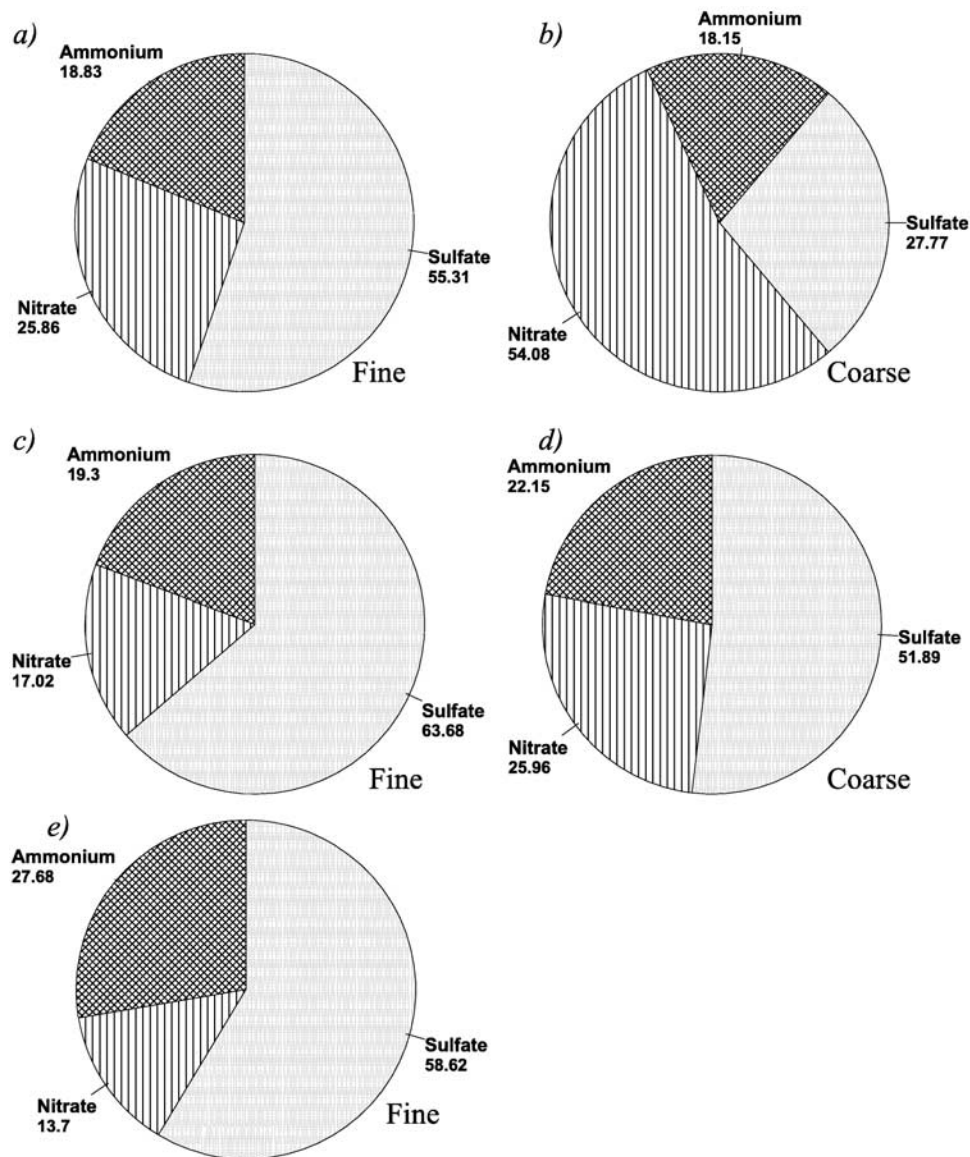 a)
Ammonium
18.83
Sulfate
55.31
Nitrate
25.86
Fine
b)
Ammonium
18.15
Sulfate
27.77
Nitrate
54.08
Coarse
c)
Ammonium
19.3
Nitrate
17.02
Sulfate
63.68
Fine
d)
Ammonium
22.15
Sulfate
51.89
Nitrate
25.96
Coarse
e)
Ammonium
27.68
Sulfate
58.62
Nitrate
13.7
Fine